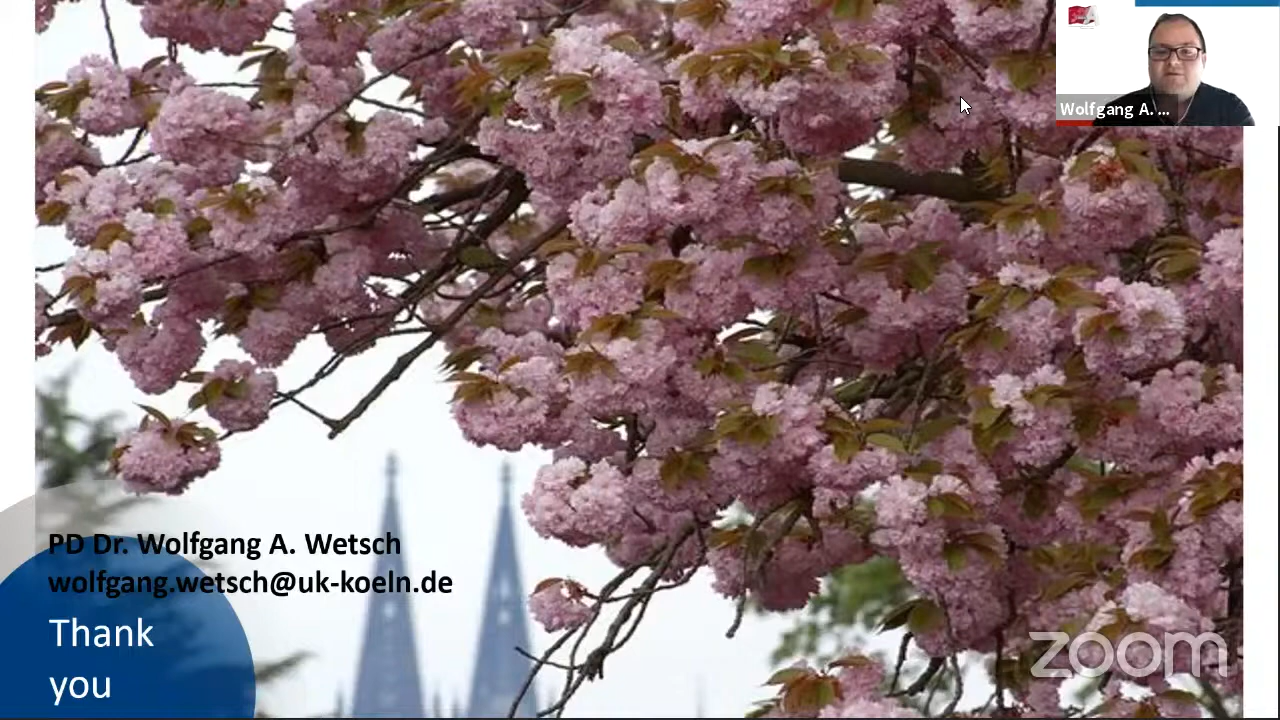 Wolfgang A. ...
PD Dr. Wolfgang A. Wetsch
wolfgang.wetsch@uk-koeln.de
Thank
you
zoom